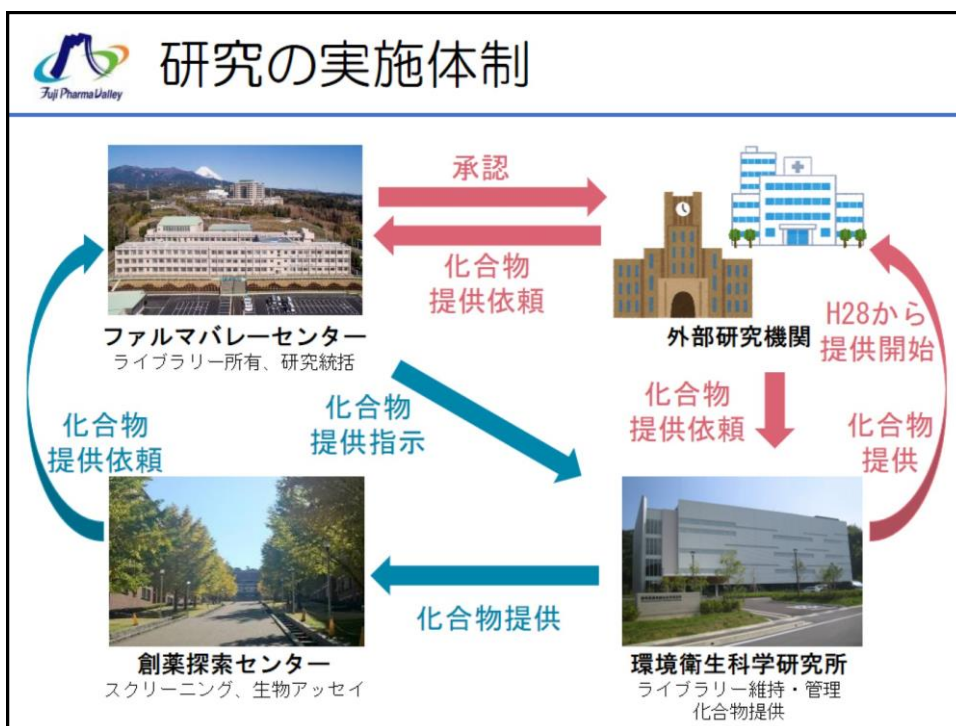 Fuji Pharma Valley
研究の実施体制
承認
化合物
提供依頼
ファルマバレーセンター
ライブラリー所有、研究統括
外部研究機関
H28から
提供開始
化合物
提供依頼
化合物
提供指示
化合物
提供依頼
化合物
提供
化合物提供
創薬探索センター
スクリーニング、生物アッセイ
環境衛生科学研究所
ライブラリー維持・管理
化合物提供